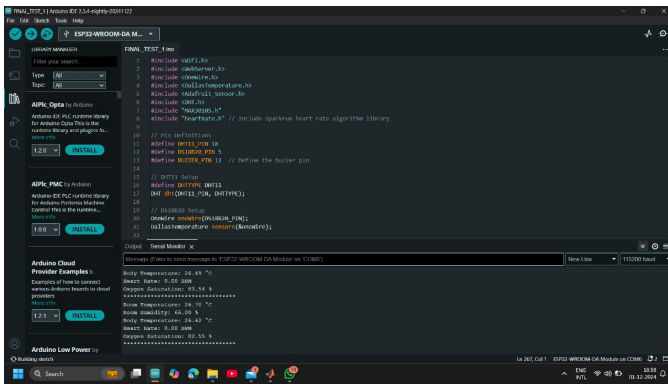 FINAL_TEST_1 | Arduino IDE 2.3.4-nightly-20241122
File Edit Sketch Tools Help
ESP32-WROOM-DA M...
LIBRARY MANAGER
Filter your search...
Type: All
Topic: All
AIPlc_Opta by Arduino
Arduino IDE PLC runtime library
for Arduino Opta This is the
runtime library and plugins fo...
More info
1.2.0
INSTALL
AIPlc_PMC by Arduino
Arduino IDE PLC runtime library
for Arduino Portenta Machine
Control This is the runtime...
More info
1.0.6
INSTALL
Arduino Cloud
Provider Examples b...
Examples of how to connect
various Arduino boards to cloud
providers
More info
1.2.1
INSTALL
Arduino Low Power by
FINAL_TEST_1.ino
1 #include <WiFi.h>
2 #include <WebServer.h>
3 #include <OneWire.h>
4 #include <DallasTemperature.h>
5 #include <Adafruit_Sensor.h>
6 #include <DHT.h>
7 #include "MAX30105.h"
8 #include "heartRate.h" // Include SparkFun heart rate algorithm library
9
10 // Pin Definitions
11 #define DHT11_PIN 18
12 #define DS18B20_PIN 5
13 #define BUZZER_PIN 12 // Define the buzzer pin
14
15 // DHT11 Setup
16 #define DHTTYPE DHT11
17 DHT dht(DHT11_PIN, DHTTYPE);
18
19 // DS18B20 Setup
20 OneWire oneWire(DS18B20_PIN);
21 DallasTemperature sensors(&oneWire);
22
Output Serial Monitor
Message (Enter to send message to 'ESP32-WROOM-DA Module' on 'COM6')
New Line
115200 baud
Body Temperature: 26.69 °C
Heart Rate: 0.00 BPM
Oxygen Saturation: 83.54 %
*********************************
Room Temperature: 26.70 °C
Room Humidity: 66.00 %
Body Temperature: 26.62 °C
Heart Rate: 0.00 BPM
Oxygen Saturation: 82.55 %
*********************************
Building sketch
Ln 267, Col 1 ESP32-WROOM-DA Module on COM6 2
Search
ENG
INTL
18:50
01-12-2024